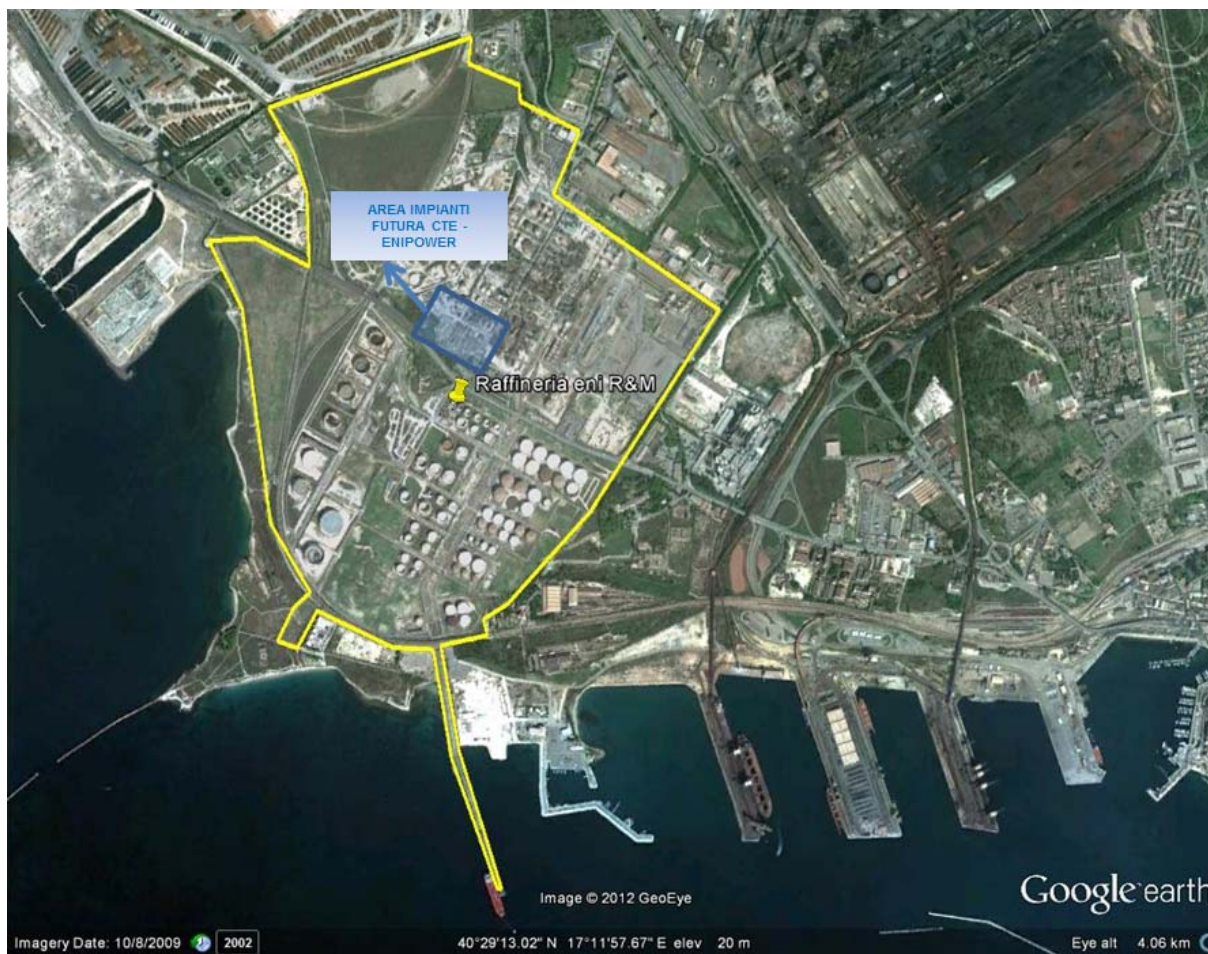 AREA IMPIANTI
FUTURA CTE -
ENIPOWER
Raffineria eni R&M
Image © 2012 GeoEye
Google earth
Imagery Date: 10/8/2009
2002
40°29'13.02" N 17°11'57.67" E elev 20 m
Eye alt 4.06 km